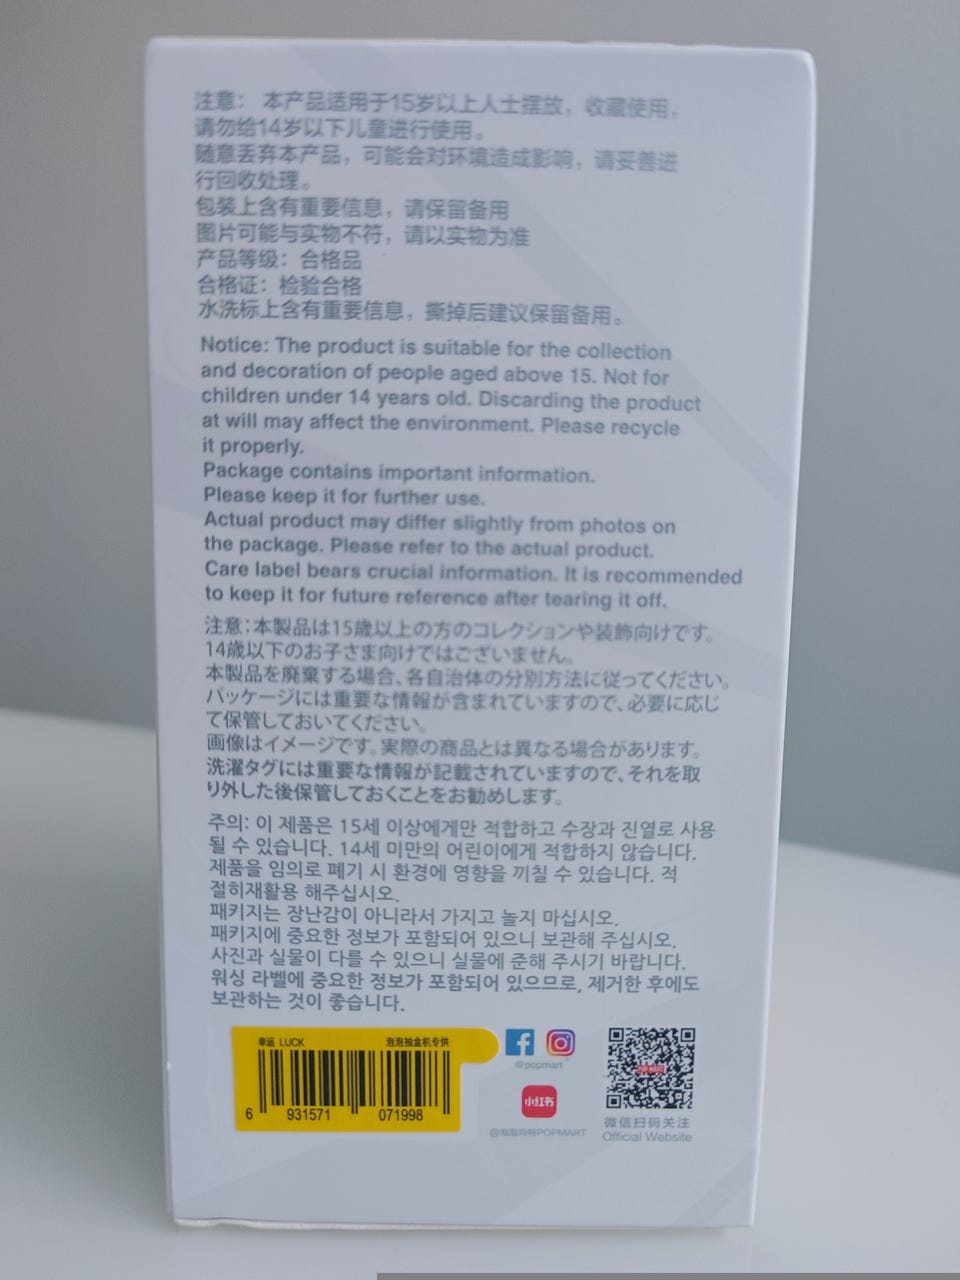 注意： 本产品适用于15岁以上人士摆放，收藏使用，
请勿给14岁以下儿童进行使用。
随意丢弃本产品，可能会对环境造成影响，请妥善进
行回收处理。
包装上含有重要信息，请保留备用
图片可能与实物不符，请以实物为准
产品等级：合格品
合格证：检验合格
水洗标上含有重要信息，撕掉后建议保留备用。
Notice: The product is suitable for the collection
and decoration of people aged above 15. Not for
children under 14 years old. Discarding the product
at will may affect the environment. Please recycle
it properly.
Package contains important information.
Please keep it for further use.
Actual product may differ slightly from photos on
the package. Please refer to the actual product.
Care label bears crucial information. It is recommended
to keep it for future reference after tearing it off.
注意:本製品は15歳以上の方のコレクションや装飾向けです。
14歳以下のお子さま向けではございません。
本製品を廃棄する場合、各自治体の分別方法に従ってください。
パッケージには重要な情報が含まれていますので、必要に応じ
て保管しておいてください。
画像はイメージです。実際の商品とは異なる場合があります。
洗濯タグには重要な情報が記載されていますので、それを取
り外した後保管しておくことをお勧めします。
주의: 이 제품은 15세 이상에게만 적합하고 수장과 진열로 사용
될 수 있습니다. 14세 미만의 어린이에게 적합하지 않습니다.
제품을 임의로 폐기 시 환경에 영향을 끼칠 수 있습니다. 적
절히재활용 해주십시오.
패키지는 장난감이 아니라서 가지고 놀지 마십시오.
패키지에 중요한 정보가 포함되어 있으니 보관해 주십시오.
사진과 실물이 다를 수 있으니 실물에 준해 주시기 바랍니다.
워싱 라벨에 중요한 정보가 포함되어 있으므로, 제거한 후에도
보관하는 것이 좋습니다.
幸运 LUCK 泡泡抽盒机专供
6 931571 071998
@popmart
小红书
@泡泡玛特POPMART
POP MART
微信扫码关注
Official Website